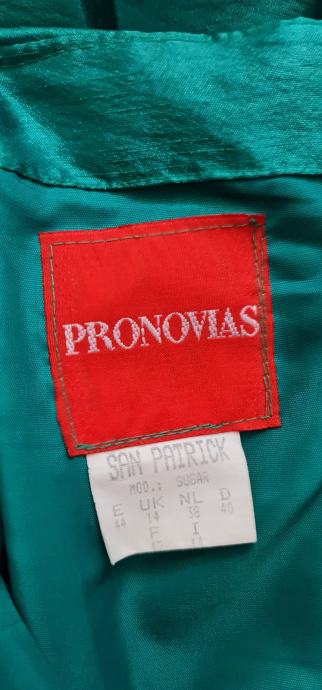 PRONOVIAS
SAN PATRICK
MOD.: SUGAR
E UK NL D
44 14 38 40
F I